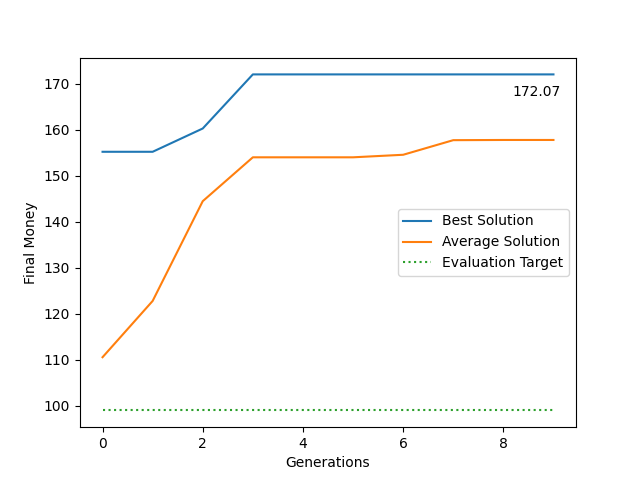 170
160
150
140
130
120
110
100
Final Money
172.07
Best Solution
Average Solution
Evaluation Target
0
2
4
6
8
Generations